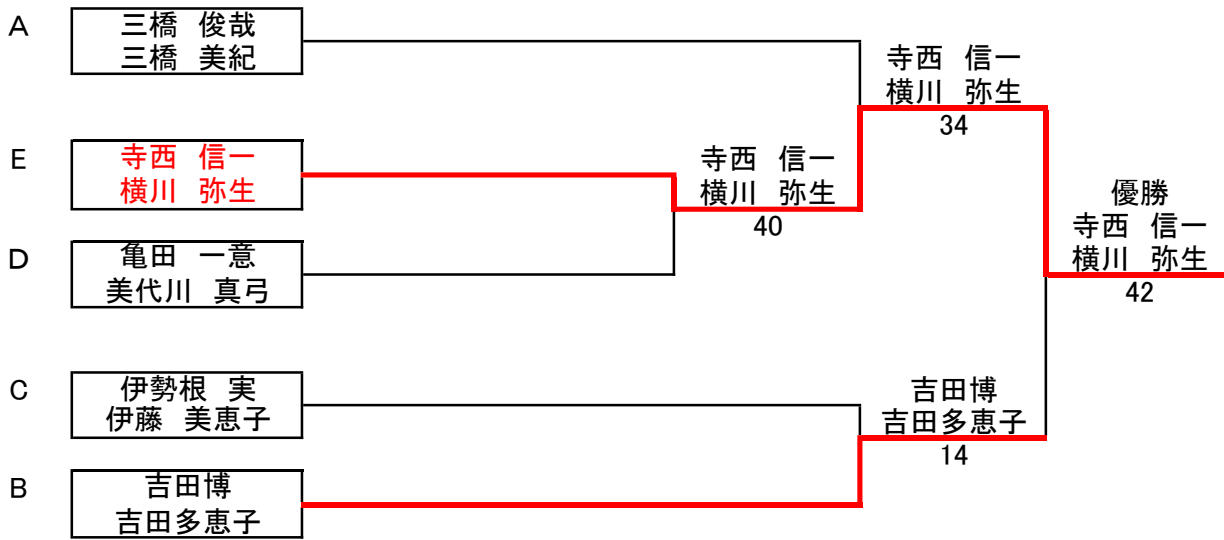 A
三橋　俊哉
三橋　美紀
E
寺西　信一
横川　弥生
D
亀田　一意
美代川　真弓
C
伊勢根　実
伊藤　美恵子
B
吉田博
吉田多恵子
寺西　信一
横川　弥生
40
寺西　信一
横川　弥生
34
吉田博
吉田多恵子
14
優勝
寺西　信一
横川　弥生
42